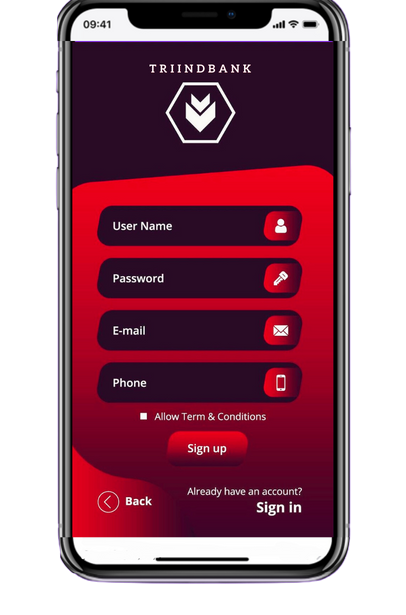 09:41
TRIINDBANK
User Name
Password
E-mail
Phone
Allow Term & Conditions
Sign up
Already have an account?
Back
Sign in